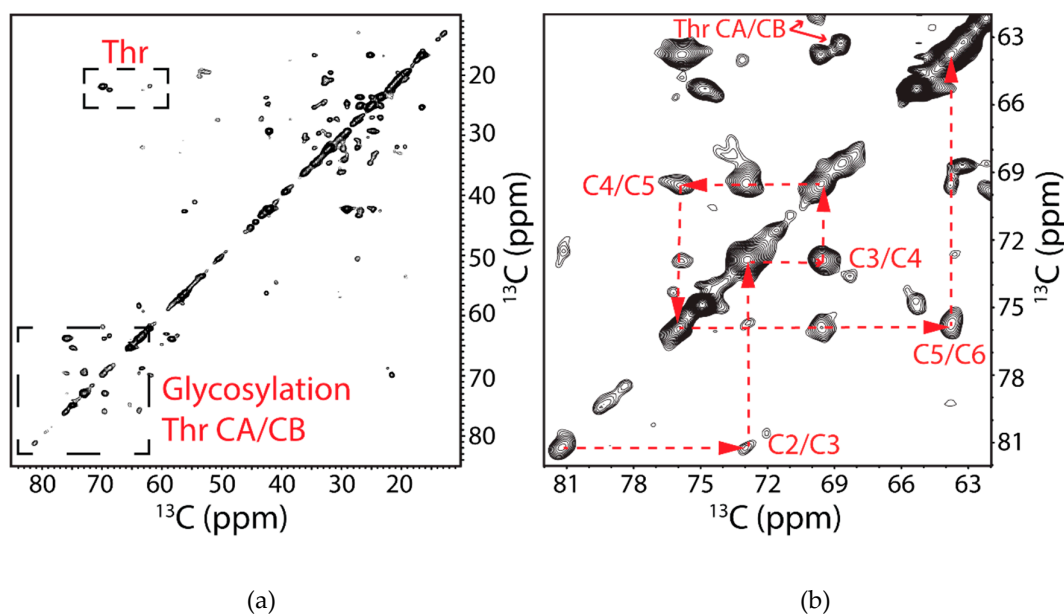 Thr
Glycosylation
Thr CA/CB
20
30
40
50
60
70
80
¹³C (ppm)
80 70 60 50 40 30 20
¹³C (ppm)
(a)
Thr CA/CB
C4/C5
C3/C4
C5/C6
C2/C3
63
66
69
72
75
78
81
¹³C (ppm)
81 78 75 72 69 66 63
¹³C (ppm)
(b)